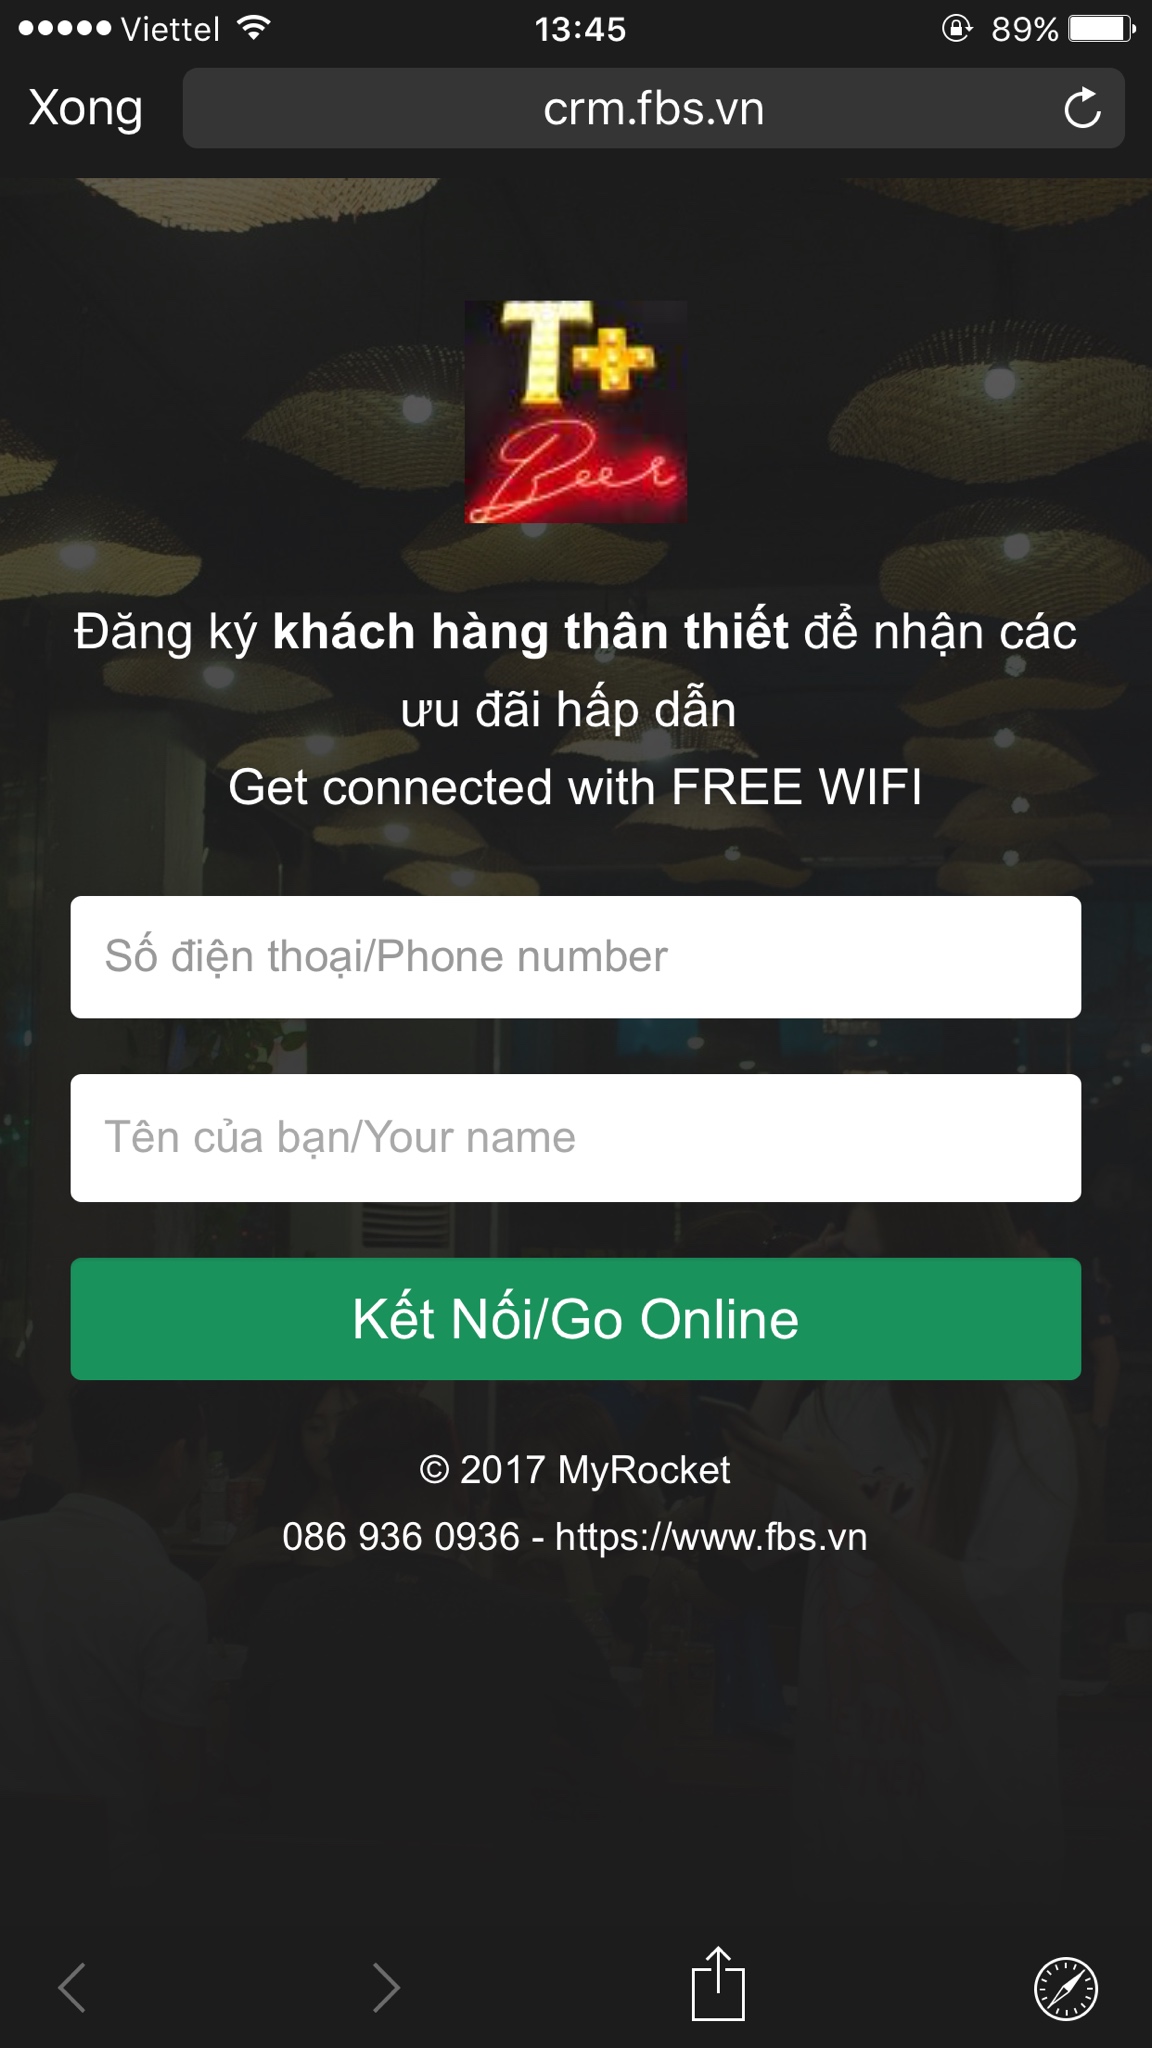 Viettel 13:45 89%
Xong crm.fbs.vn
T+
Beer
Đăng ký khách hàng thân thiết để nhận các
ưu đãi hấp dẫn
Get connected with FREE WIFI
Số điện thoại/Phone number
Tên của bạn/Your name
Kết Nối/Go Online
© 2017 MyRocket
086 936 0936 - https://www.fbs.vn